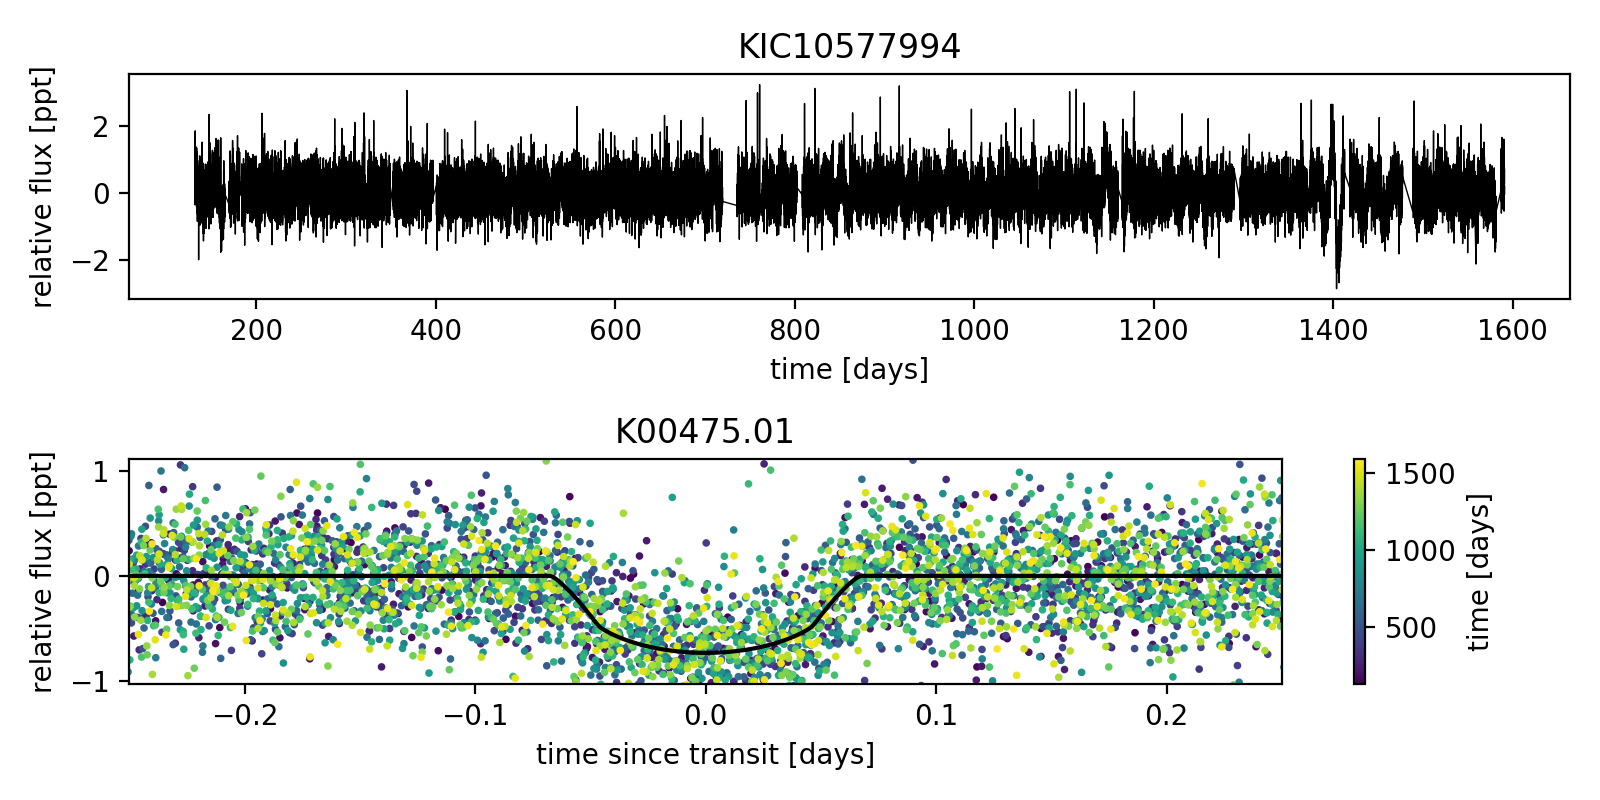 KIC10577994
relative flux [ppt]
2
0
−2
200 400 600 800 1000 1200 1400 1600
time [days]
K00475.01
relative flux [ppt]
1
0
−1
−0.2 −0.1 0.0 0.1 0.2
time since transit [days]
1500
1000
500
time [days]